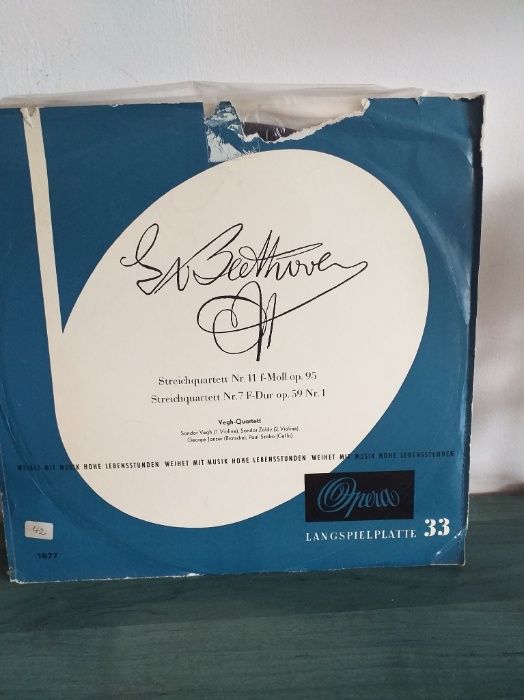 Beethoven
Streichquartett Nr. 11 f-Moll op. 95
Streichquartett Nr. 7 F-Dur op. 59 Nr. 1
Vegh-Quartett
Sandor Vegh (1. Violine), Sandor Zöldy (2. Violine)
George Janzer (Bratsche), Paul Szabo (Cello)
WEIHET MIT MUSIK HOHE LEBENSSTUNDEN WEIHET MIT MUSIK HOHE LEBENSSTUNDEN WEIHET MIT MUSIK HOHE LEBENSSTUNDEN
Opera
LANGSPIELPLATTE 33
42
1077